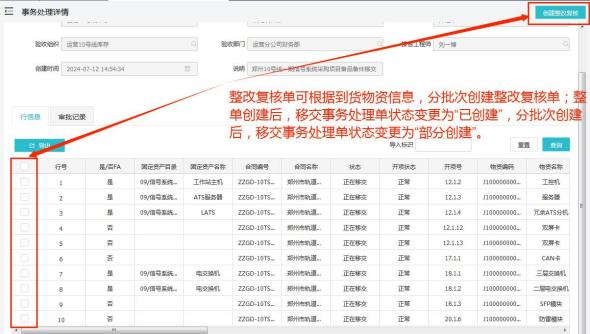 事务处理详情
创建整改复核
验收组织 运营10号线库存
验收部门 运营分公司财务部
工程师 刘一博
创建时间 2024-07-12 14:54:34
说明 郑州10号线一期信号系统采购项目备品备件移交
整改复核单可根据到货物资信息，分批次创建整改复核单；整
单创建后，移交事务处理单状态变更为“已创建”，分批次创建
后，移交事务处理单状态变更为“部分创建”。
行信息 审批记录
导出 导入标识 重置 查询
行号 是/否FA 固定资产目录 固定资产名称 合同编号 合同名称 状态 开项状态 开项号 物资编码 物资名称
1 是 09/信号系统... 工作站主机 ZZGD-10TS... 郑州市轨道... 正在移交 正常 12.1.2 J100000000... 工控机
2 是 09/信号系统... ATS服务器 ZZGD-10TS... 郑州市轨道... 正在移交 正常 12.1.3 J100000000... 服务器
3 是 09/信号系统... LATS ZZGD-10TS... 郑州市轨道... 正在移交 正常 12.1.4 J100000000... 冗余ATS分机
4 否 ZZGD-10TS... 郑州市轨道... 正在移交 正常 12.1.12 J100000000... 双屏卡
5 否 ZZGD-10TS... 郑州市轨道... 正在移交 正常 12.1.13 J100000000... 双屏卡
6 否 ZZGD-10TS... 郑州市轨道... 正在移交 正常 17.1.1 J100000000... CAN卡
7 是 09/信号系统... 电交换机 ZZGD-10TS... 郑州市轨道... 正在移交 正常 18.1.1 J100000000... 三层交换机
8 是 09/信号系统... 电交换机 ZZGD-10TS... 郑州市轨道... 正在移交 正常 18.1.2 J100000000... 二层电交换机
9 否 ZZGD-10TS... 郑州市轨道... 正在移交 正常 18.1.3 J100000000... SFP模块
10 否 ZZGD-10TS... 郑州市轨道... 正在移交 正常 20.1.6 J100000000... 防雷模块